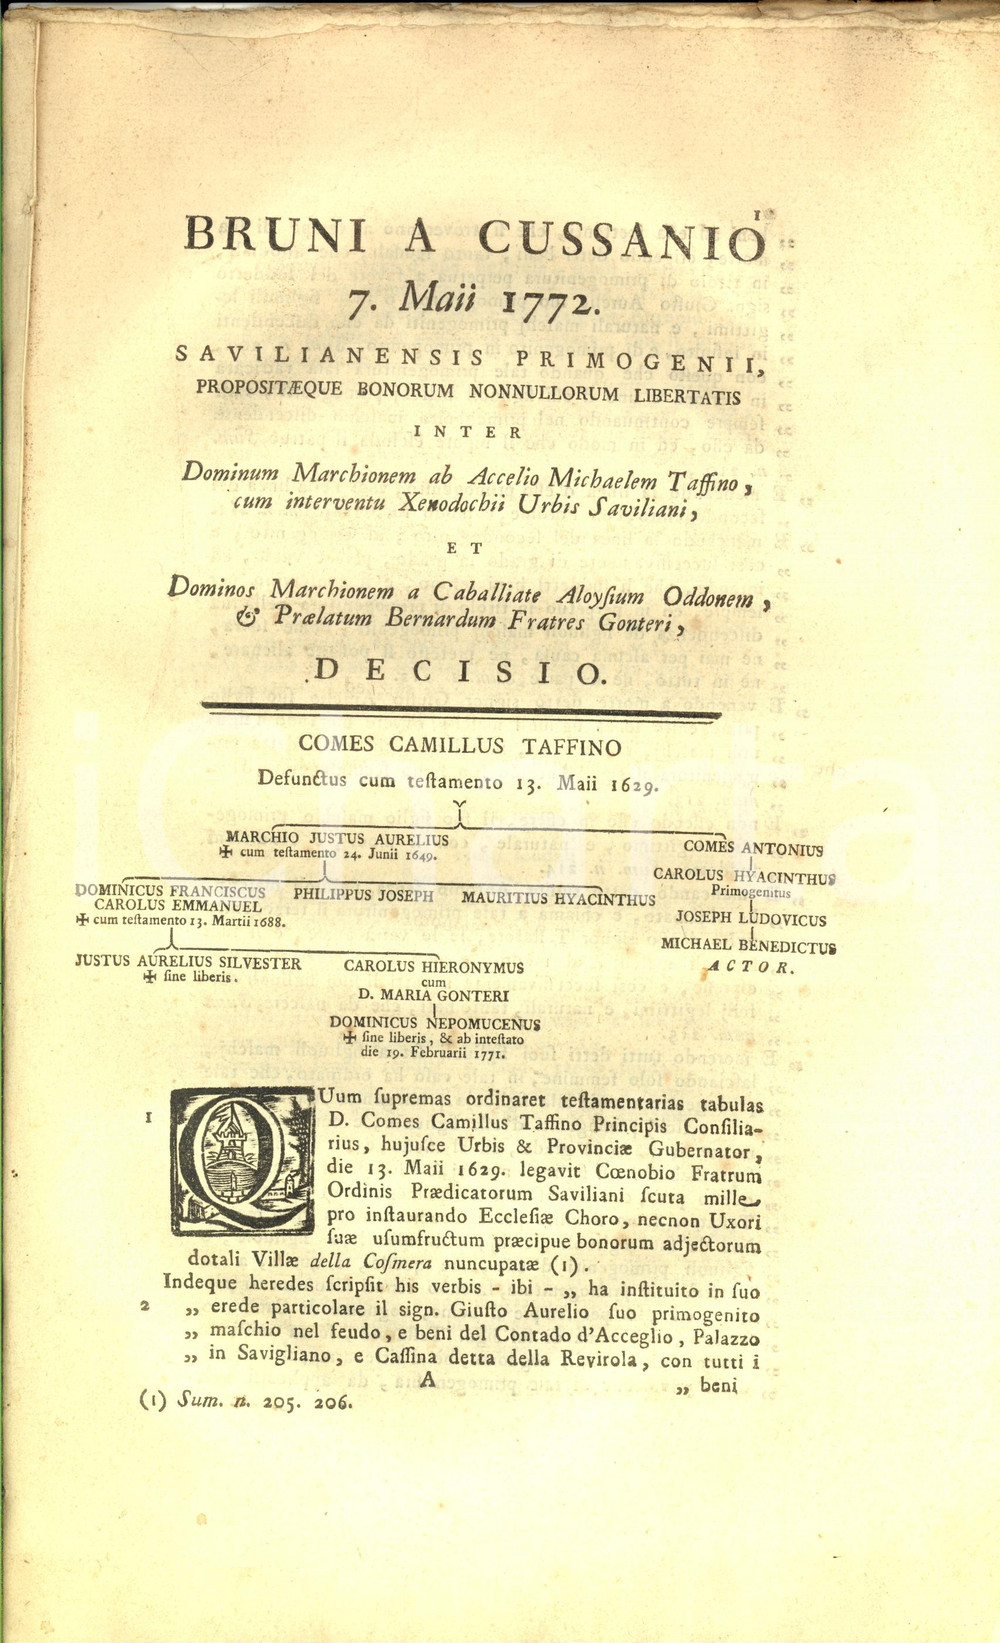 1
BRUNI A CUSSANIO
7. Maii 1772.
SAVILIANENSIS PRIMOGENII,
PROPOSITÆQUE BONORUM NONNULLORUM LIBERTATIS
INTER
Dominum Marchionem ab Accelio Michaelem Taffino,
cum interventu Xenodochii Urbis Saviliani,
ET
Dominos Marchionem a Caballiate Aloyſium Oddonem,
& Prælatum Bernardum Fratres Gonteri,
DECISIO.
COMES CAMILLUS TAFFINO
Defunctus cum teſtamento 13. Maii 1629.
MARCHIO JUSTUS AURELIUS
✠ cum teſtamento 24. Junii 1649.
COMES ANTONIUS
CAROLUS HYACINTHUS
Primogenitus
JOSEPH LUDOVICUS
MICHAEL BENEDICTUS
ACTOR.
DOMINICUS FRANCISCUS
CAROLUS EMMANUEL
✠ cum teſtamento 13. Martii 1688.
PHILIPPUS JOSEPH
MAURITIUS HYACINTHUS
JUSTUS AURELIUS SILVESTER
✠ ſine liberis.
CAROLUS HIERONYMUS
cum
D. MARIA GONTERI
DOMINICUS NEPOMUCENUS
✠ ſine liberis, & ab inteſtato
die 19. Februarii 1771.
1 QUum ſupremas ordinaret teſtamentarias tabulas
D. Comes Camillus Taffino Principis Conſilia-
rius, hujuſce Urbis & Provinciæ Gubernator,
die 13. Maii 1629. legavit Cœnobio Fratrum
Ordinis Prædicatorum Saviliani ſcuta mille
pro inſtaurando Eccleſiæ Choro, necnon Uxori
ſuæ uſumfructum præcipue bonorum adjectorum
dotali Villæ della Coſmera nuncupatæ (1).
Indeque heredes ſcripſit his verbis - ibi - ,, ha inſtituito in ſuo
2 ,, erede particolare il sign. Giuſto Aurelio ſuo primogenito
,, maſchio nel feudo, e beni del Contado d'Acceglio, Palazzo
,, in Savigliano, e Caſſina detta della Revirola, con tutti i
A ,, beni
(1) Sum. n. 205. 206.